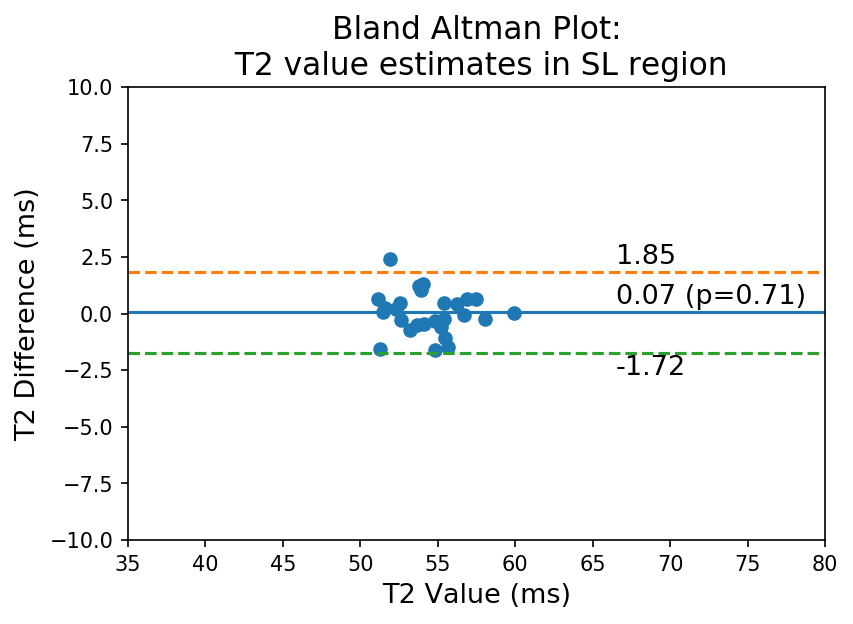 Bland Altman Plot:
T2 value estimates in SL region
10.0
7.5
5.0
2.5
0.0
−2.5
−5.0
−7.5
−10.0
T2 Difference (ms)
1.85
0.07 (p=0.71)
-1.72
35 40 45 50 55 60 65 70 75 80
T2 Value (ms)